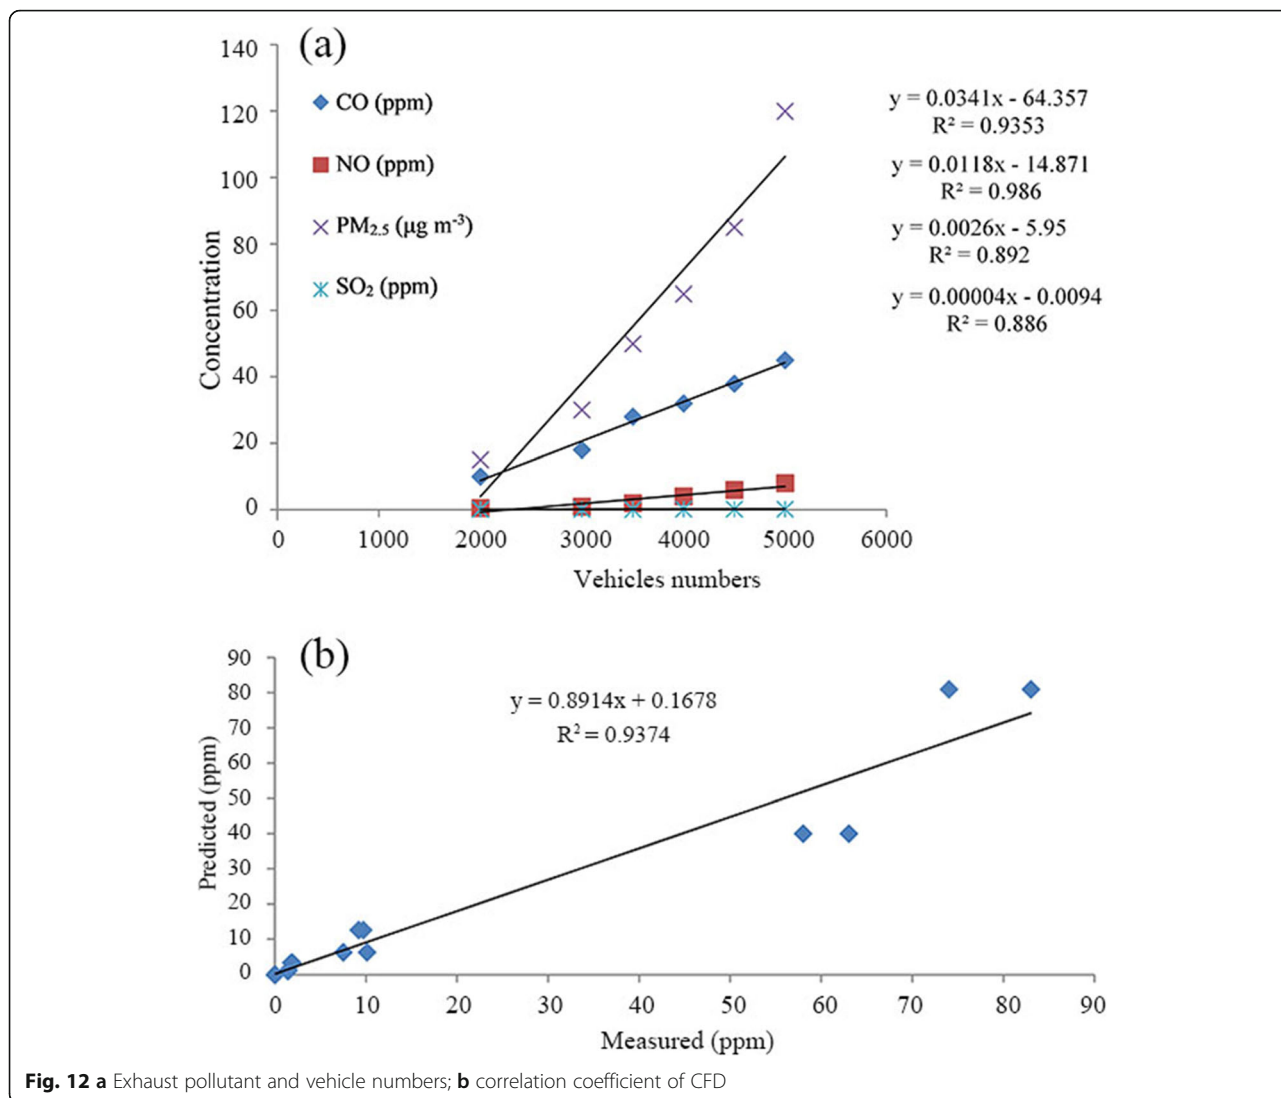 (a)
140
120
100
80
60
40
20
0
Concentration
CO (ppm)
NO (ppm)
PM2.5 (µg m-3)
SO2 (ppm)
y = 0.0341x - 64.357
R² = 0.9353
y = 0.0118x - 14.871
R² = 0.986
y = 0.0026x - 5.95
R² = 0.892
y = 0.00004x - 0.0094
R² = 0.886
0 1000 2000 3000 4000 5000 6000
Vehicles numbers
(b)
90
80
70
60
50
40
30
20
10
0
Predicted (ppm)
y = 0.8914x + 0.1678
R² = 0.9374
0 10 20 30 40 50 60 70 80 90
Measured (ppm)
Fig. 12 a Exhaust pollutant and vehicle numbers; b correlation coefficient of CFD